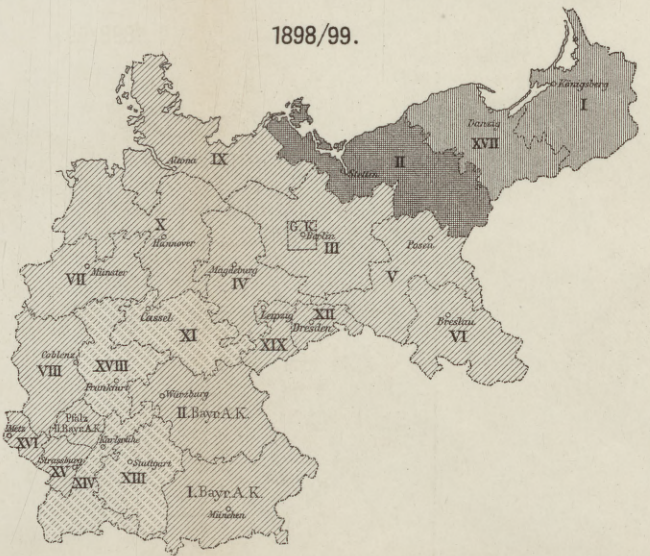 1898/99.
Königsberg
I
Danzig
XVII
IX
Altona
II
Stettin
G.K.
Berlin
III
X
Hannover
Posen
VII
Münster
Magdeburg
IV
V
Cassel
Leipzig
XII
Dresden
Breslau
VI
XI
XIX
Coblenz
VIII
XVIII
Frankfurt
Würzburg
II.Bayr.A.K.
Pfalz
II.Bayr.A.K.
Metz
XVI
Karlsruhe
Strassburg
XV
XIV
Stuttgart
XIII
I.Bayr.A.K.
München